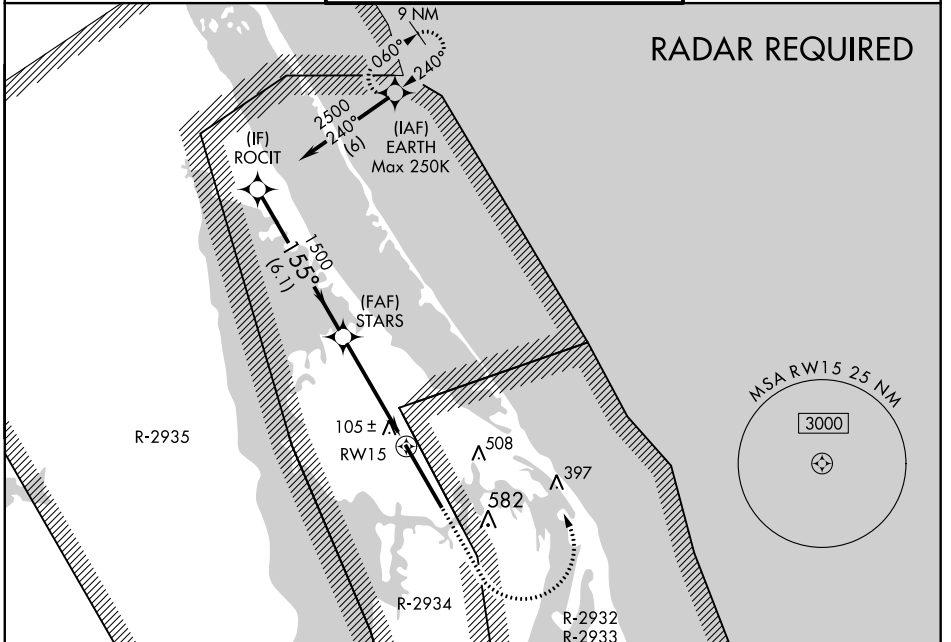 9 NM
RADAR REQUIRED
060°
240°
2500
240°
(6)
(IAF)
EARTH
Max 250K
(IF)
ROCIT
1500
155°
(6.1)
(FAF)
STARS
MSA RW15 25 NM
3000
105 ±
RW15
508
397
582
R-2935
R-2934
R-2932
R-2933